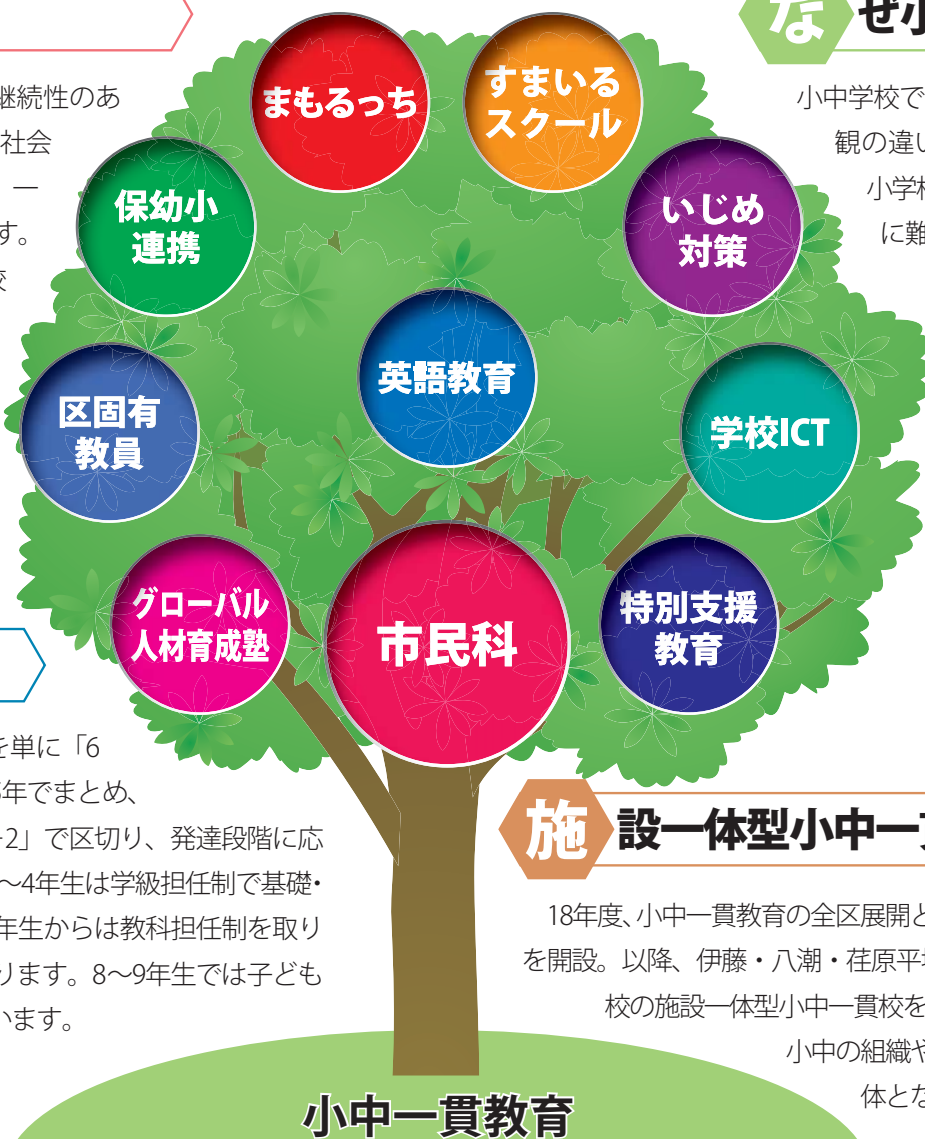 な ぜ小
継続性のあ
社会
一
す。
小中学校で
観の違い
小学校
に難
まもるっち
すまいる
スクール
保幼小
連携
いじめ
対策
英語教育
区固有
教員
学校ICT
グローバル
人材育成塾
市民科
特別支援
教育
を単に「6
年でまとめ、
2」で区切り、発達段階に応
～4年生は学級担任制で基礎・
年生からは教科担任制を取り
ります。8～9年生では子ども
います。
施 設一体型小中一
18年度、小中一貫教育の全区展開と
を開設。以降、伊藤・八潮・荏原平
校の施設一体型小中一貫校を
小中の組織や
体とな
小中一貫教育